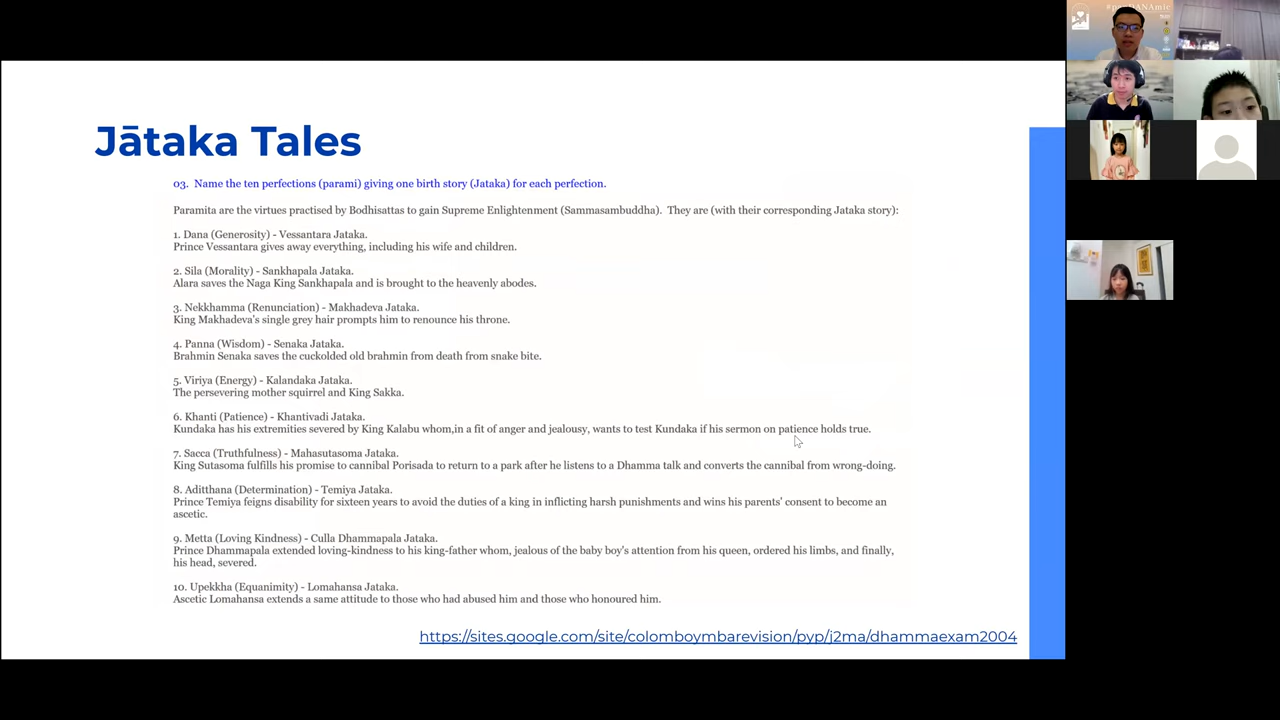 Jātaka Tales
03.  Name the ten perfections (parami) giving one birth story (Jataka) for each perfection.
Paramita are the virtues practised by Bodhisattas to gain Supreme Enlightenment (Sammasambuddha).  They are (with their corresponding Jataka story):
1. Dana (Generosity) - Vessantara Jataka.
Prince Vessantara gives away everything, including his wife and children.
2. Sila (Morality) - Sankhapala Jataka.
Alara saves the Naga King Sankhapala and is brought to the heavenly abodes.
3. Nekkhamma (Renunciation) - Makhadeva Jataka.
King Makhadeva's single grey hair prompts him to renounce his throne.
4. Panna (Wisdom) - Senaka Jataka.
Brahmin Senaka saves the cuckolded old brahmin from death from snake bite.
5. Viriya (Energy) - Kalandaka Jataka.
The persevering mother squirrel and King Sakka.
6. Khanti (Patience) - Khantivadi Jataka.
Kundaka has his extremities severed by King Kalabu whom,in a fit of anger and jealousy, wants to test Kundaka if his sermon on patience holds true.
7. Sacca (Truthfulness) - Mahasutasoma Jataka.
King Sutasoma fulfills his promise to cannibal Porisada to return to a park after he listens to a Dhamma talk and converts the cannibal from wrong-doing.
8. Aditthana (Determination) - Temiya Jataka.
Prince Temiya feigns disability for sixteen years to avoid the duties of a king in inflicting harsh punishments and wins his parents' consent to become an
ascetic.
9. Metta (Loving Kindness) - Culla Dhammapala Jataka.
Prince Dhammapala extended loving-kindness to his king-father whom, jealous of the baby boy's attention from his queen, ordered his limbs, and finally,
his head, severed.
10. Upekkha (Equanimity) - Lomahansa Jataka.
Ascetic Lomahansa extends a same attitude to those who had abused him and those who honoured him.
https://sites.google.com/site/colomboymbarevision/pyp/j2ma/dhammaexam2004